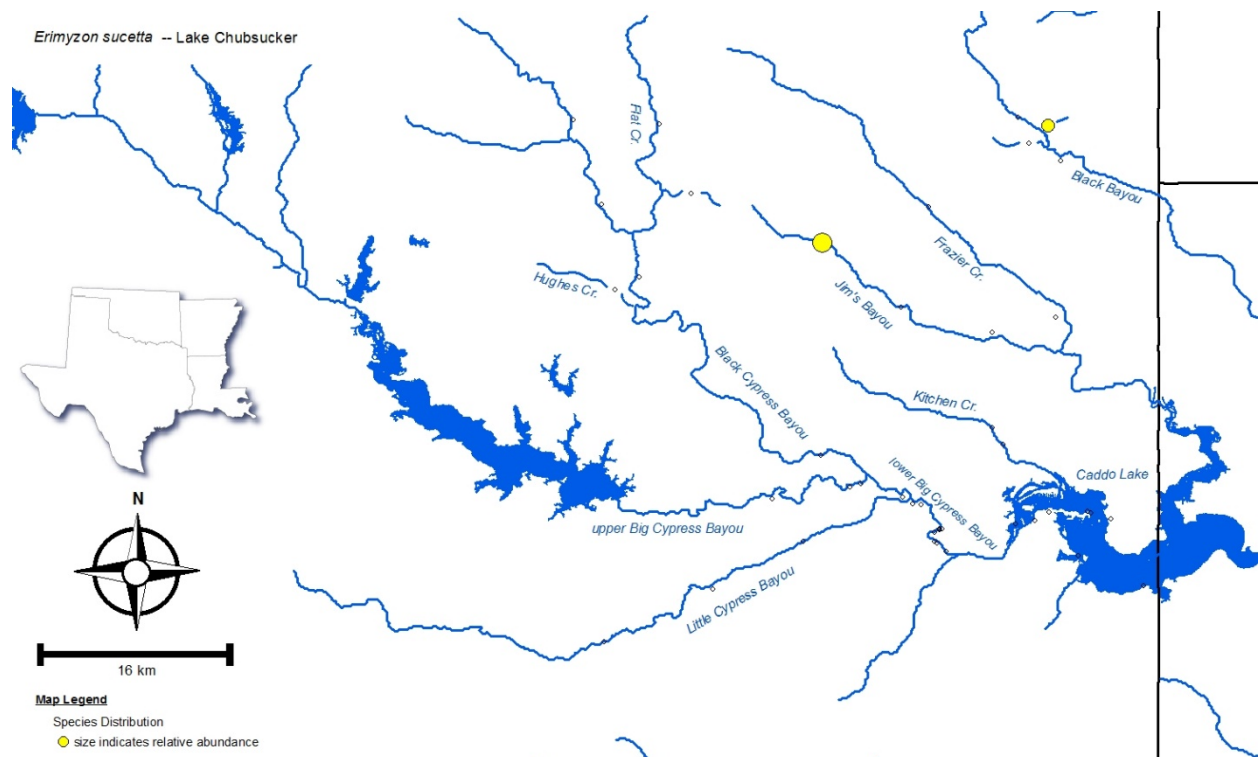 Erimyzon sucetta -- Lake Chubsucker
Flat Cr.
Black Bayou
Frazier Cr.
Hughes Cr.
Jim's Bayou
Black Cypress Bayou
Kitchen Cr.
lower Big Cypress Bayou
Caddo Lake
upper Big Cypress Bayou
Little Cypress Bayou
N
16 km
Map Legend
Species Distribution
size indicates relative abundance